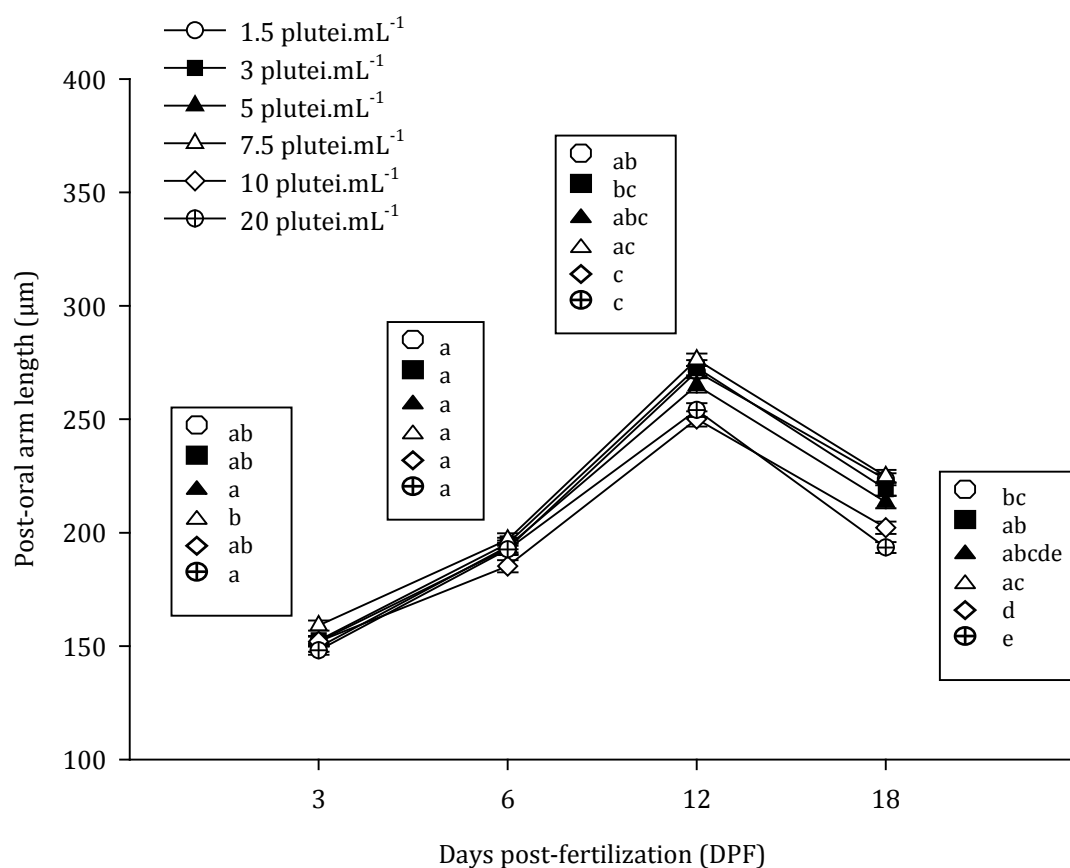 1.5 plutei.mL⁻¹
3 plutei.mL⁻¹
5 plutei.mL⁻¹
7.5 plutei.mL⁻¹
10 plutei.mL⁻¹
20 plutei.mL⁻¹
400
350
300
250
200
150
100
Post-oral arm length (µm)
ab
ab
a
b
ab
a
a
a
a
a
a
a
ab
bc
abc
ac
c
c
bc
ab
abcde
ac
d
e
3
6
12
18
Days post-fertilization (DPF)